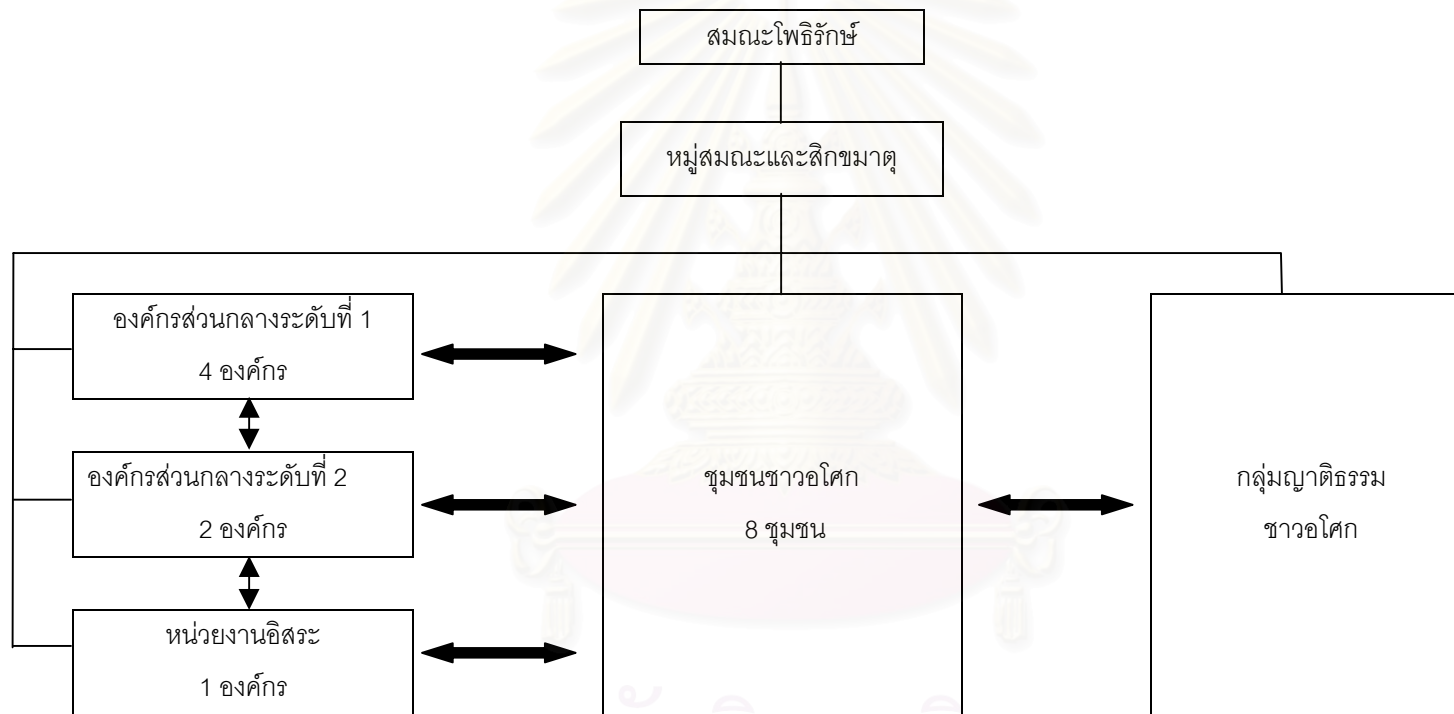 สมณะโพธิรักษ์
หมู่สมณะและสิกขมาตุ
องค์กรส่วนกลางระดับที่ 1
4 องค์กร
องค์กรส่วนกลางระดับที่ 2
2 องค์กร
หน่วยงานอิสระ
1 องค์กร
ชุมชนชาวอโศก
8 ชุมชน
กลุ่มญาติธรรม
ชาวอโศก